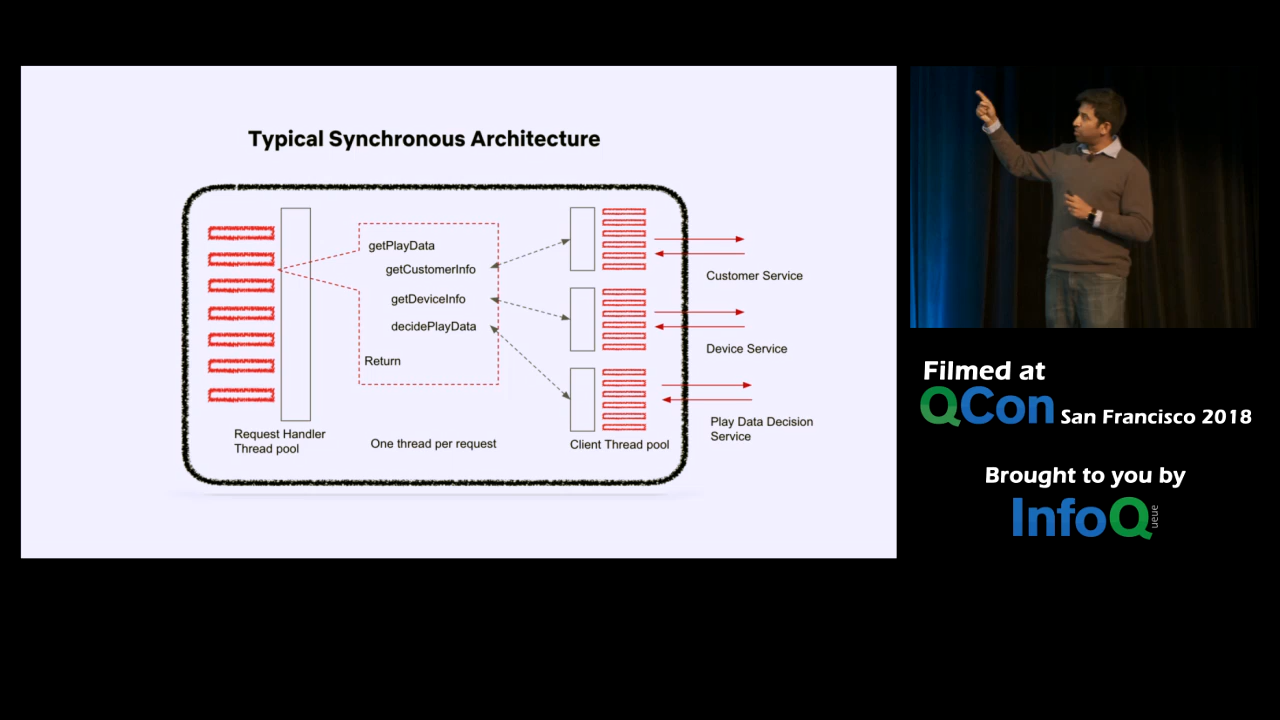 Typical Synchronous Architecture
getPlayData
getCustomerInfo
getDeviceInfo
decidePlayData
Return
Request Handler
Thread pool
One thread per request
Client Thread pool
Customer Service
Device Service
Play Data Decision
Service
Filmed at
QCon San Francisco 2018
Brought to you by
InfoQ
ueue